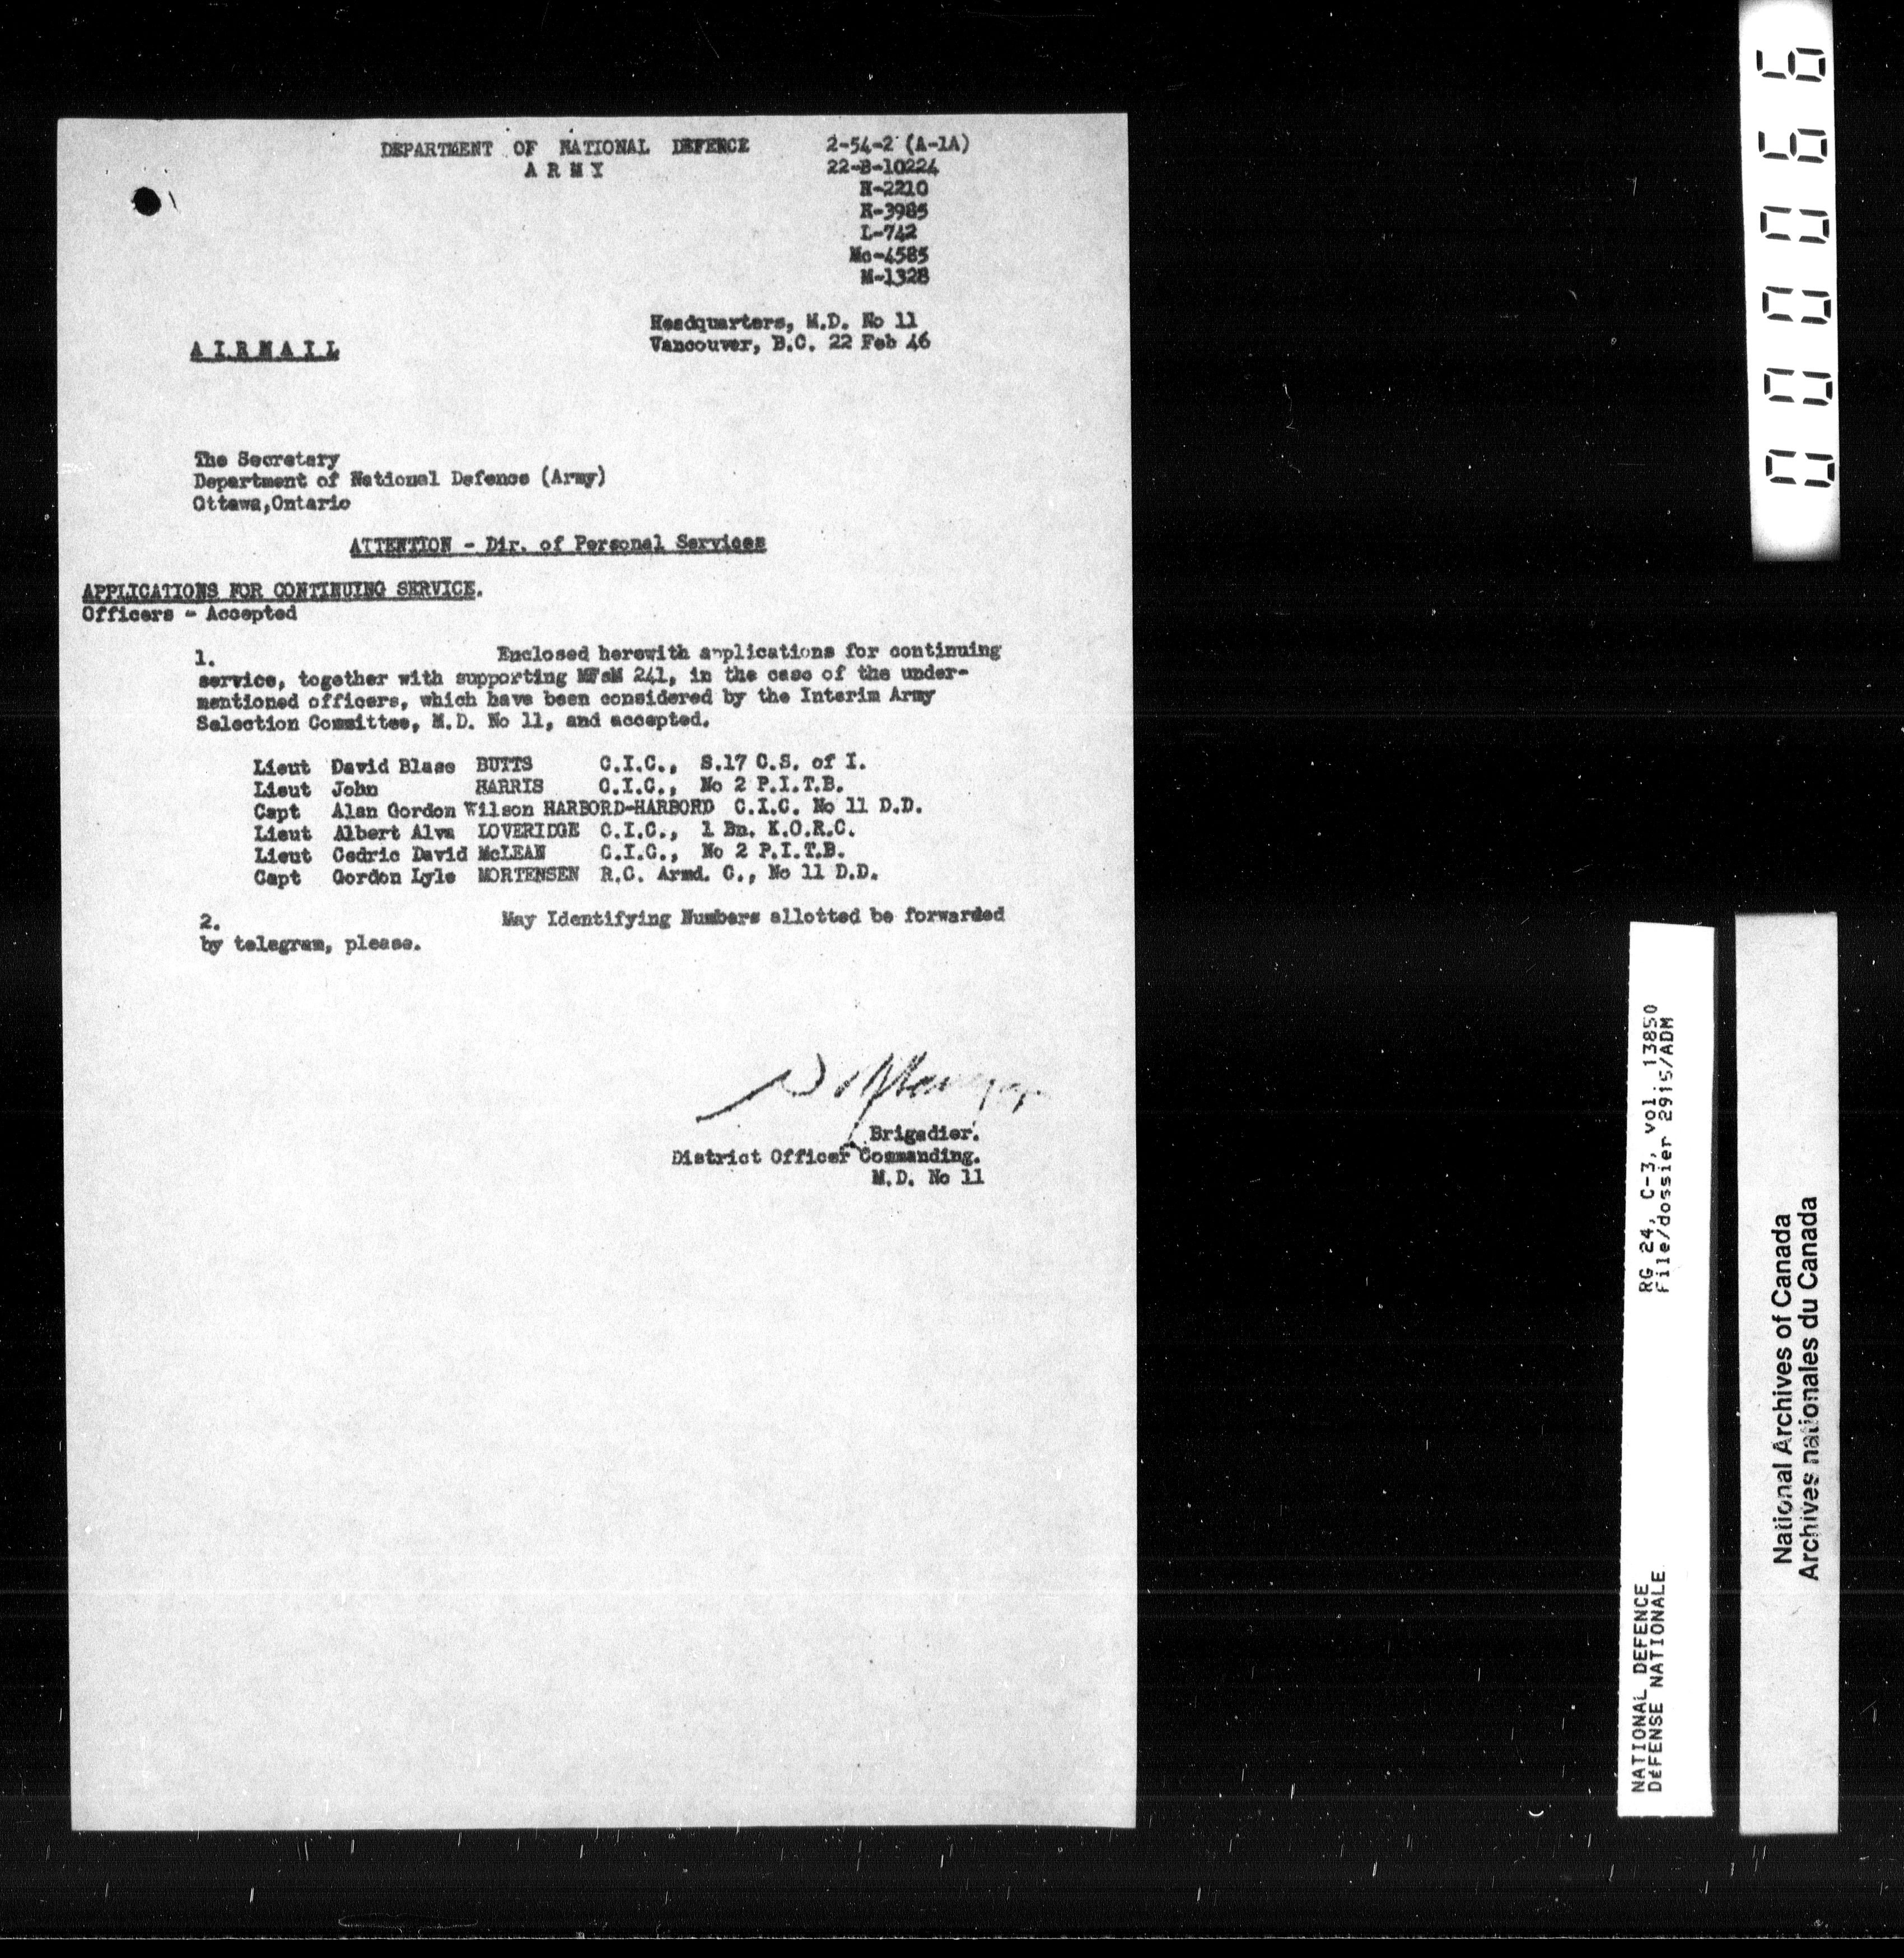 DEPARTMENT OF NATIONAL DEFENCE
ARMY
2-54-2 (A-1A)
22-B-10224
H-2210
H-3985
L-742
Mc-4585
M-1328
Headquarters, M.D. No 11
Vancouver, B.C. 22 Feb 46
AIRMAIL
The Secretary
Department of National Defence (Army)
Ottawa,Ontario
ATTENTION - Dir. of Personal Services
APPLICATIONS FOR CONTINUING SERVICE.
Officers - Accepted
1. Enclosed herewith applications for continuing
service, together with supporting MFsM 241, in the case of the under-
mentioned officers, which have been considered by the Interim Army
Selection Committee, M.D. No 11, and accepted.
Lieut David Blase BUTTS C.I.C., S.17 C.S. of I.
Lieut John HARRIS C.I.C., No 2 P.I.T.B.
Capt Alan Gordon Wilson HARBORD-HARBORD C.I.C. No 11 D.D.
Lieut Albert Alva LOVERIDGE C.I.C., 1 Bn. K.O.R.C.
Lieut Cedric David McLEAN C.I.C., No 2 P.I.T.B.
Capt Gordon Lyle MORTENSEN R.C. Armd. C., No 11 D.D.
2. May Identifying Numbers allotted be forwarded
by telegram, please.
Brigadier.
District Officer Commanding.
M.D. No 11
000066
RG 24, C-3, vol. 13850
File/dossier 2915/ADM
NATIONAL DEFENCE
DéFENSE NATIONALE
National Archives of Canada
Archives nationales du Canada